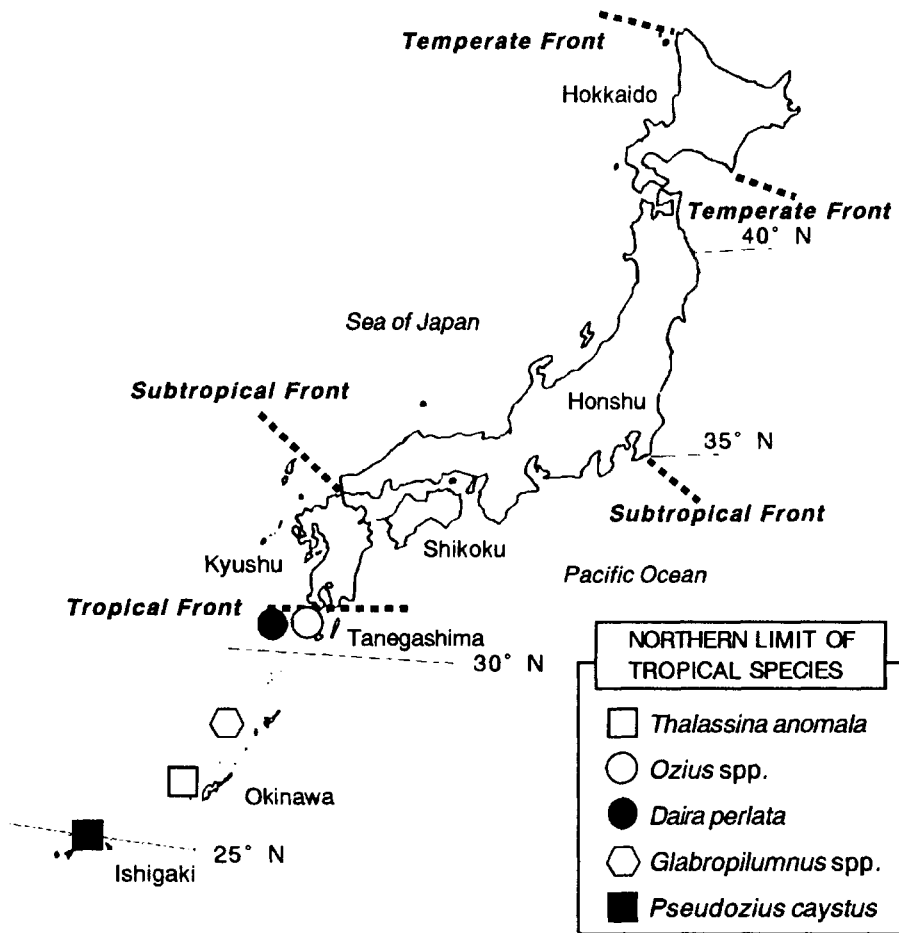 Temperate Front
Hokkaido
Temperate Front
40° N
Sea of Japan
Subtropical Front
Honshu
35° N
Subtropical Front
Shikoku
Kyushu
Pacific Ocean
Tropical Front
Tanegashima
30° N
Okinawa
25° N
Ishigaki
NORTHERN LIMIT OF
TROPICAL SPECIES
Thalassina anomala
Ozius spp.
Daira perlata
Glabropilumnus spp.
Pseudozius caystus